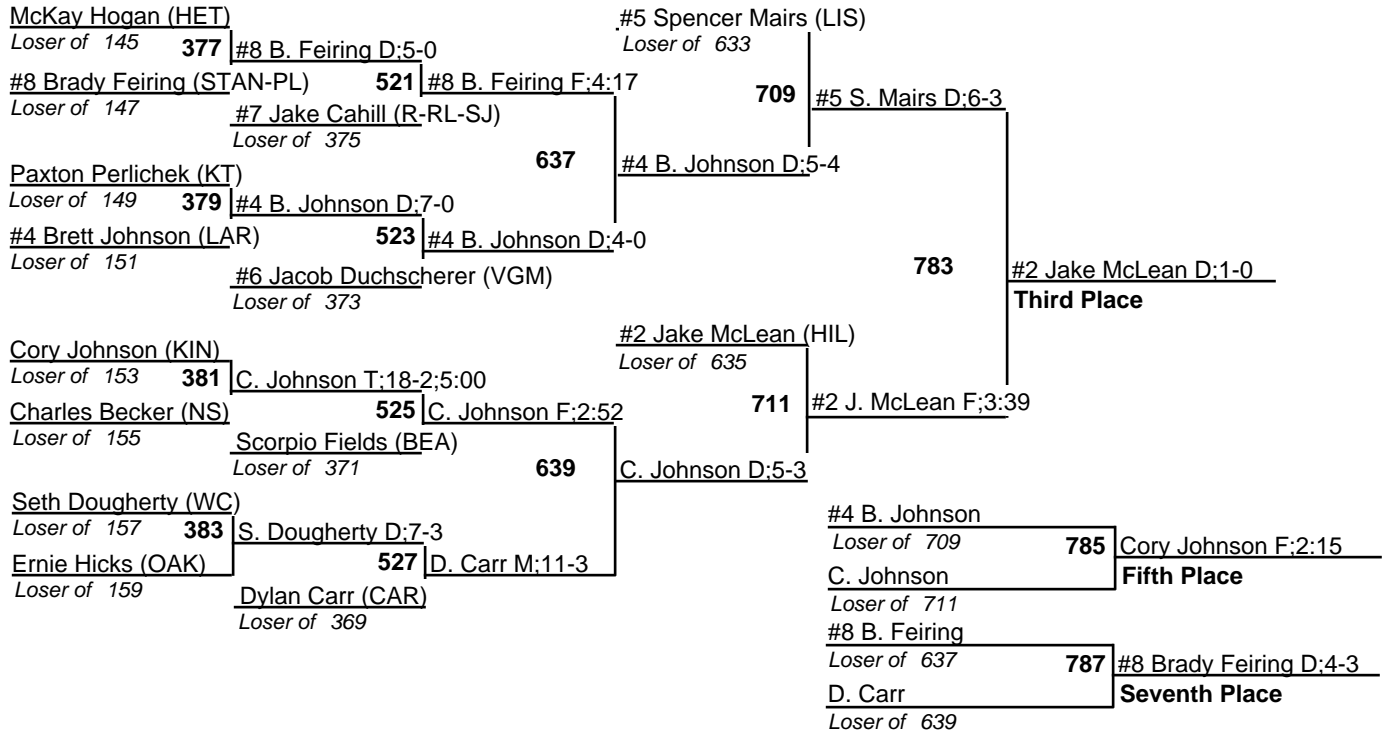 McKay Hogan (HET)
Loser of 145
377
#8 B. Feiring D;5-0
#8 Brady Feiring (STAN-PL)
Loser of 147
521
#8 B. Feiring F;4:17
#7 Jake Cahill (R-RL-SJ)
Loser of 375
637
#4 B. Johnson D;5-4
Paxton Perlichek (KT)
Loser of 149
379
#4 B. Johnson D;7-0
#4 Brett Johnson (LAR)
Loser of 151
523
#4 B. Johnson D;4-0
#6 Jacob Duchscherer (VGM)
Loser of 373
#5 Spencer Mairs (LIS)
Loser of 633
709
#5 S. Mairs D;6-3
783
#2 Jake McLean D;1-0
Third Place
#2 Jake McLean (HIL)
Loser of 635
711
#2 J. McLean F;3:39
Cory Johnson (KIN)
Loser of 153
381
C. Johnson T;18-2;5:00
Charles Becker (NS)
Loser of 155
525
C. Johnson F;2:52
Scorpio Fields (BEA)
Loser of 371
639
C. Johnson D;5-3
Seth Dougherty (WC)
Loser of 157
383
S. Dougherty D;7-3
Ernie Hicks (OAK)
Loser of 159
527
D. Carr M;11-3
Dylan Carr (CAR)
Loser of 369
#4 B. Johnson
Loser of 709
785
Cory Johnson F;2:15
Fifth Place
C. Johnson
Loser of 711
#8 B. Feiring
Loser of 637
787
#8 Brady Feiring D;4-3
Seventh Place
D. Carr
Loser of 639